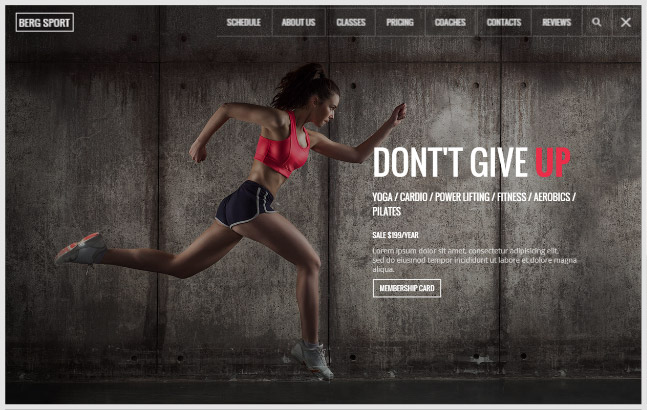 BERG SPORT
SCHEDULE
ABOUT US
CLASSES
PRICING
COACHES
CONTACTS
REVIEWS
DON'T GIVE UP
YOGA / CARDIO / POWER LIFTING / FITNESS / AEROBICS /
PILATES
SALE $199/YEAR
Lorem ipsum dolor sit amet, consectetur adipisicing elit,
sed do eiusmod tempor incididunt ut labore et dolore magna
aliqua.
MEMBERSHIP CARD